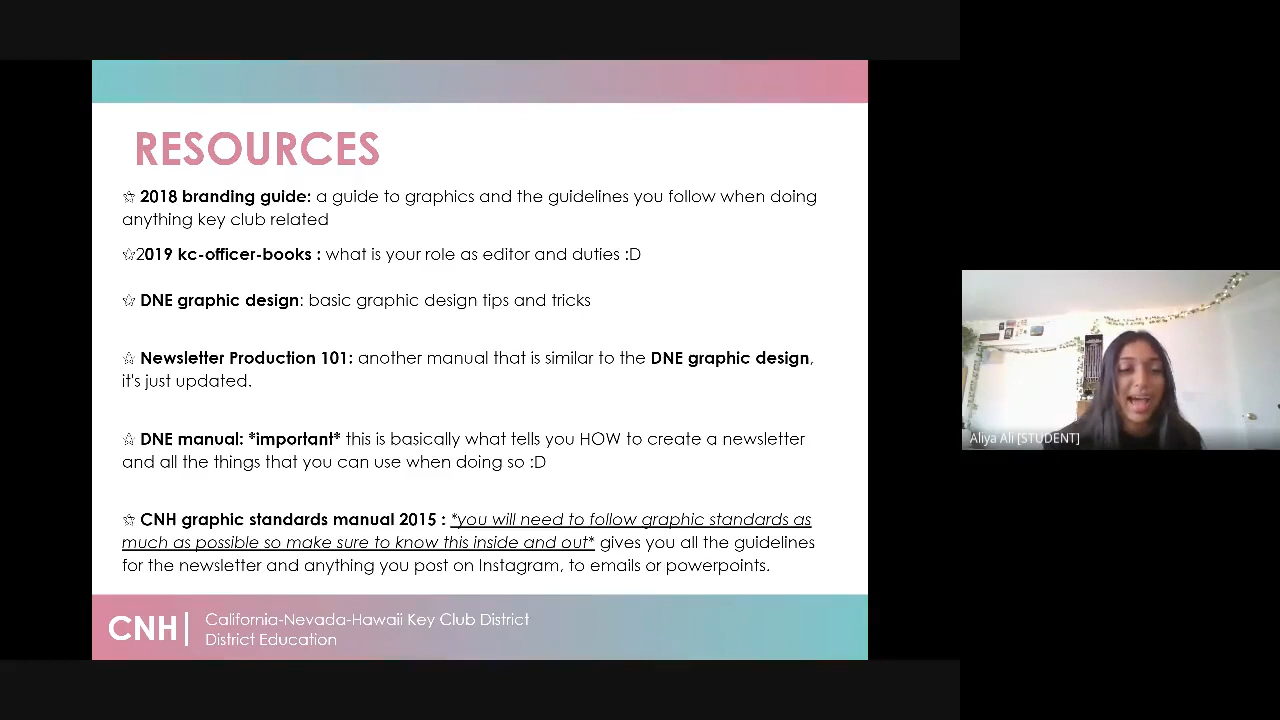 RESOURCES
☆ 2018 branding guide: a guide to graphics and the guidelines you follow when doing
anything key club related
☆2019 kc-officer-books : what is your role as editor and duties :D
☆ DNE graphic design: basic graphic design tips and tricks
☆ Newsletter Production 101: another manual that is similar to the DNE graphic design,
it's just updated.
☆ DNE manual: *important* this is basically what tells you HOW to create a newsletter
and all the things that you can use when doing so :D
☆ CNH graphic standards manual 2015 : *you will need to follow graphic standards as
much as possible so make sure to know this inside and out* gives you all the guidelines
for the newsletter and anything you post on Instagram, to emails or powerpoints.
CNH | California-Nevada-Hawaii Key Club District
District Education
Aliya Ali [STUDENT]